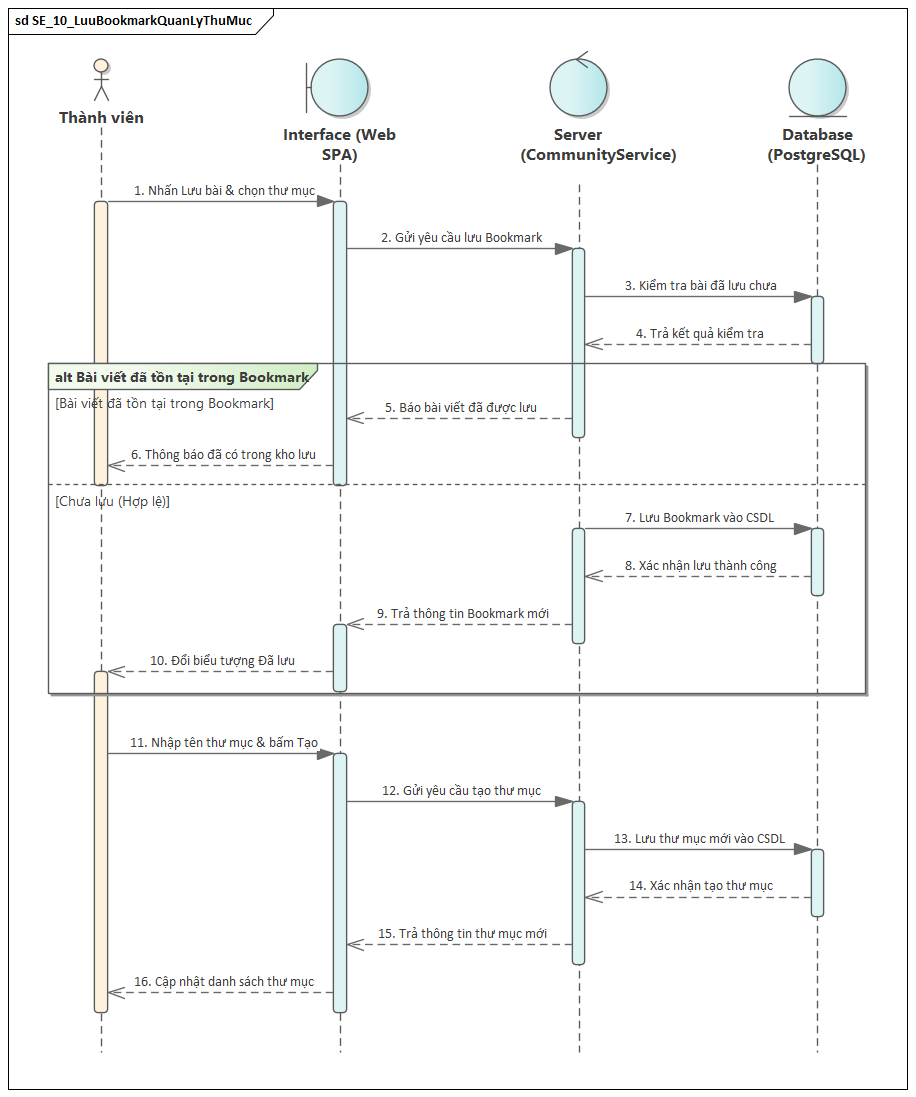 sd SE_10_LuuBookmarkQuanLyThuMuc
Thành viên
Interface (Web
SPA)
Server
(CommunityService)
Database
(PostgreSQL)
1. Nhấn Lưu bài & chọn thư mục
2. Gửi yêu cầu lưu Bookmark
3. Kiểm tra bài đã lưu chưa
4. Trả kết quả kiểm tra
alt Bài viết đã tồn tại trong Bookmark
[Bài viết đã tồn tại trong Bookmark]
5. Báo bài viết đã được lưu
6. Thông báo đã có trong kho lưu
[Chưa lưu (Hợp lệ)]
7. Lưu Bookmark vào CSDL
8. Xác nhận lưu thành công
9. Trả thông tin Bookmark mới
10. Đổi biểu tượng Đã lưu
11. Nhập tên thư mục & bấm Tạo
12. Gửi yêu cầu tạo thư mục
13. Lưu thư mục mới vào CSDL
14. Xác nhận tạo thư mục
15. Trả thông tin thư mục mới
16. Cập nhật danh sách thư mục